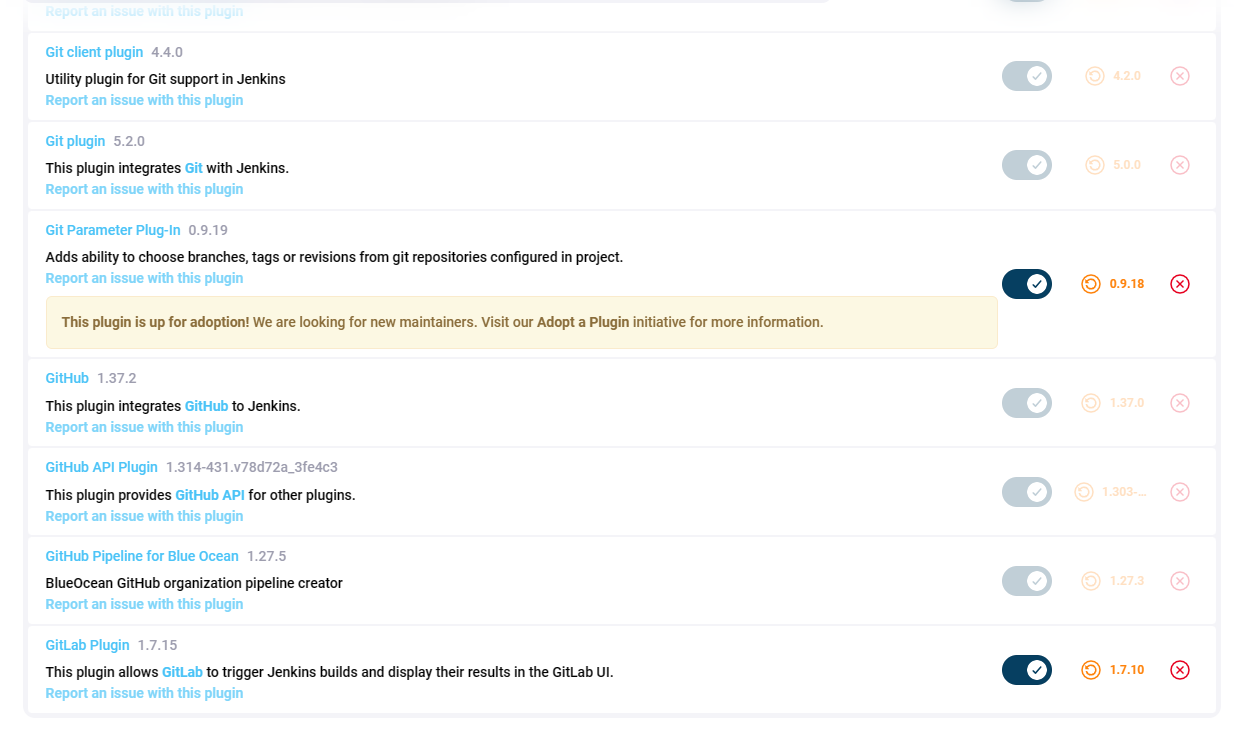 Report an issue with this plugin
Git client plugin 4.4.0
Utility plugin for Git support in Jenkins
Report an issue with this plugin
4.2.0
Git plugin 5.2.0
This plugin integrates Git with Jenkins.
Report an issue with this plugin
5.0.0
Git Parameter Plug-In 0.9.19
Adds ability to choose branches, tags or revisions from git repositories configured in project.
Report an issue with this plugin
This plugin is up for adoption! We are looking for new maintainers. Visit our Adopt a Plugin initiative for more information.
0.9.18
GitHub 1.37.2
This plugin integrates GitHub to Jenkins.
Report an issue with this plugin
1.37.0
GitHub API Plugin 1.314-431.v78d72a_3fe4c3
This plugin provides GitHub API for other plugins.
Report an issue with this plugin
1.303-...
GitHub Pipeline for Blue Ocean 1.27.5
BlueOcean GitHub organization pipeline creator
Report an issue with this plugin
1.27.3
GitLab Plugin 1.7.15
This plugin allows GitLab to trigger Jenkins builds and display their results in the GitLab UI.
Report an issue with this plugin
1.7.10